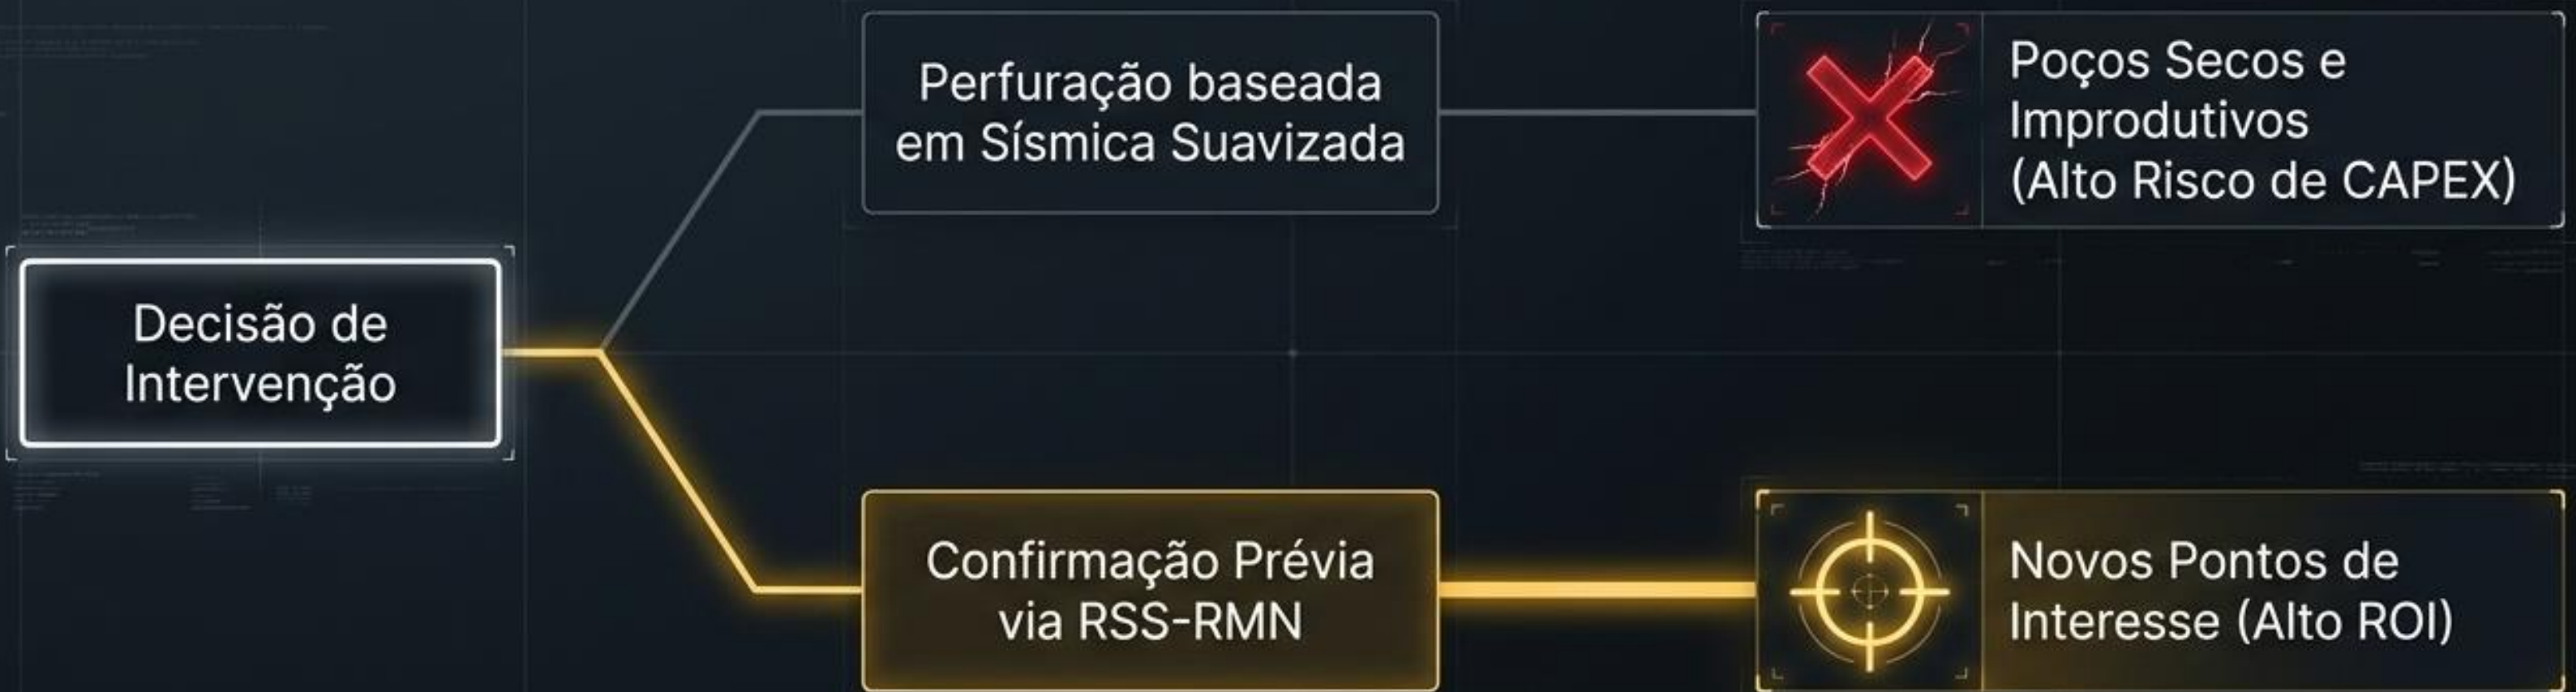 Decisão de
Intervenção
Perfuração baseada
em Sísmica Suavizada
Poços Secos e
Improdutivos
(Alto Risco de CAPEX)
Confirmação Prévia
via RSS-RMN
Novos Pontos de
Interesse (Alto ROI)